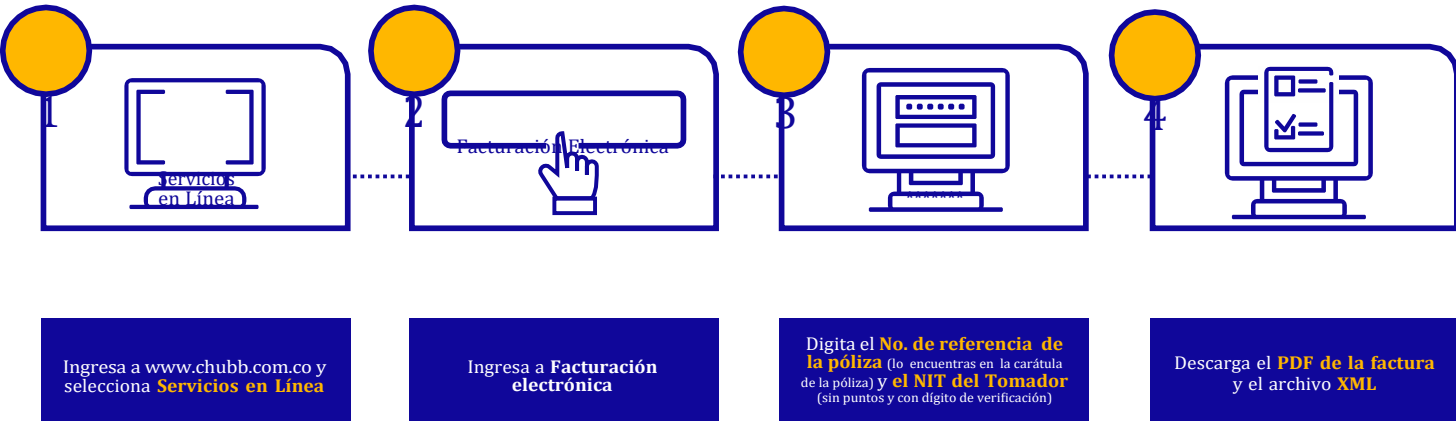 1
Servicios
en Línea
2
Facturación Electrónica
3
*******
4
Ingresa a www.chubb.com.co y
selecciona Servicios en Línea
Ingresa a Facturación
electrónica
Digita el No. de referencia de
la póliza (lo encuentras en la carátula
de la póliza) y el NIT del Tomador
(sin puntos y con dígito de verificación)
Descarga el PDF de la factura
y el archivo XML